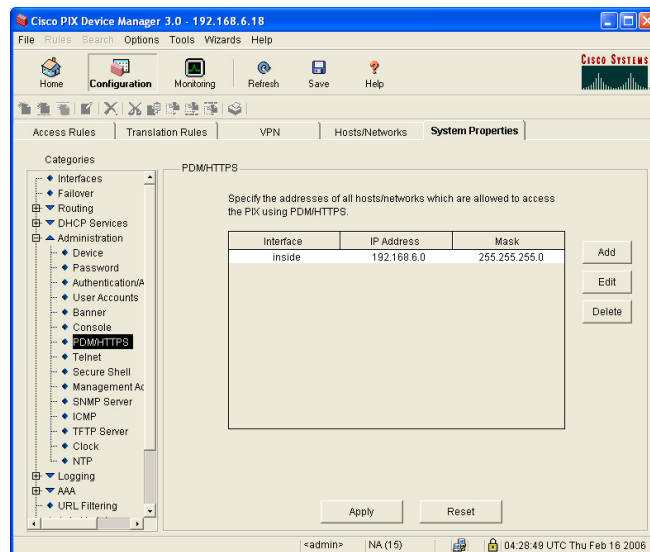 Cisco PIX Device Manager 3.0 - 192.168.6.18
File Rules Search Options Tools Wizards Help
Home Configuration Monitoring Refresh Save Help
CISCO SYSTEMS
Access Rules Translation Rules VPN Hosts/Networks System Properties
Categories
Interfaces
Failover
Routing
DHCP Services
Administration
Device
Password
Authentication/A
User Accounts
Banner
Console
PDM/HTTPS
Telnet
Secure Shell
Management Ac
SNMP Server
ICMP
TFTP Server
Clock
NTP
Logging
AAA
URL Filtering
PDM/HTTPS
Specify the addresses of all hosts/networks which are allowed to access
the PIX using PDM/HTTPS.
Interface IP Address Mask
inside 192.168.6.0 255.255.255.0
Add
Edit
Delete
Apply Reset
<admin> NA (15) 04:28:49 UTC Thu Feb 16 2006